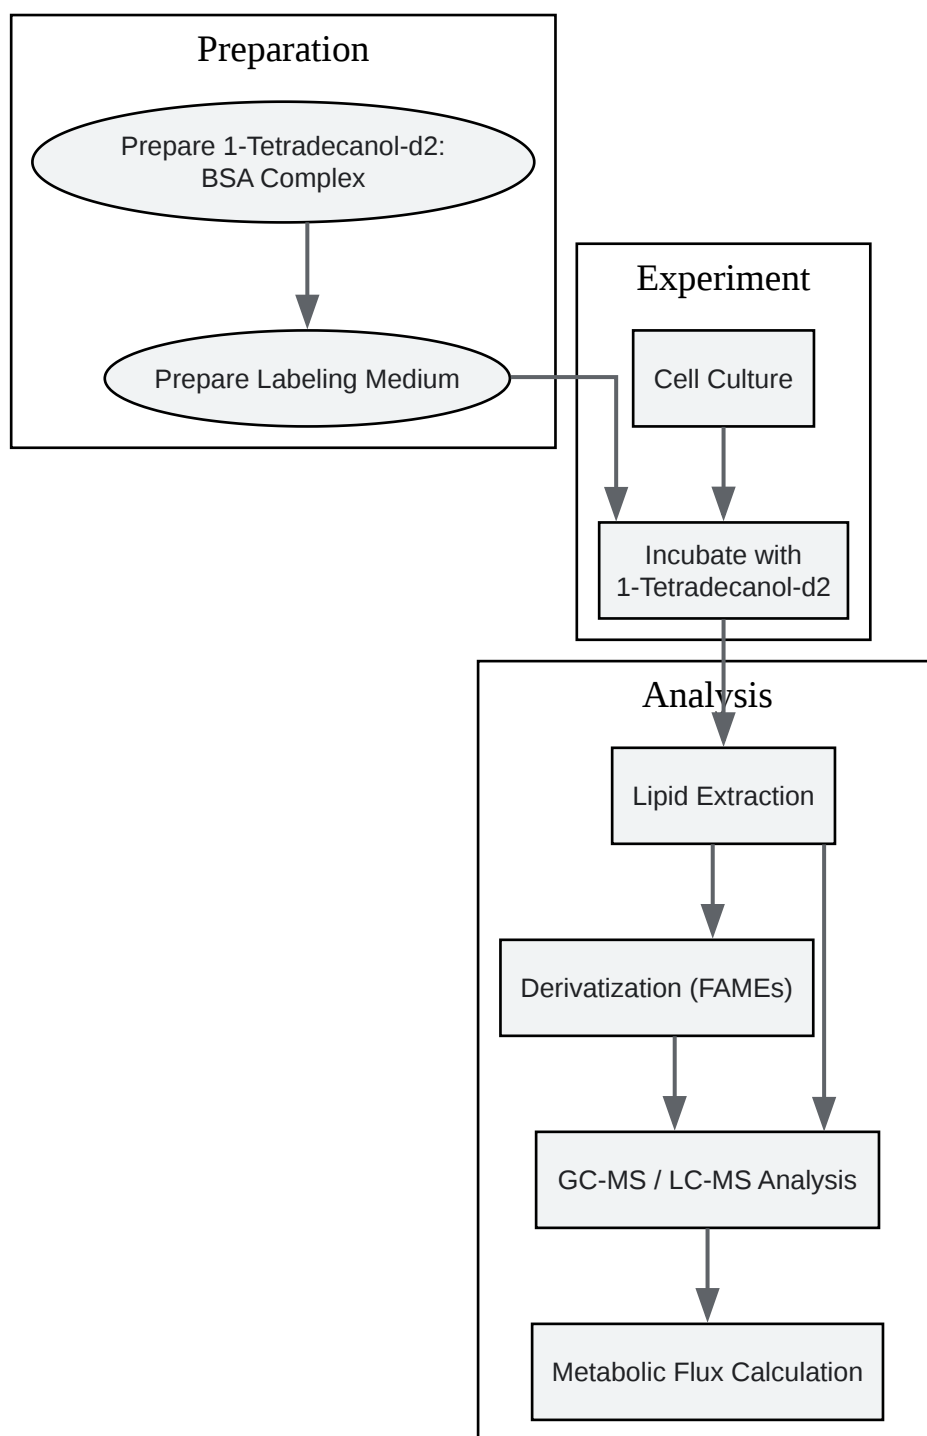 Preparation
Prepare 1-Tetradecanol-d2:
BSA Complex
Prepare Labeling Medium
Experiment
Cell Culture
Incubate with
1-Tetradecanol-d2
Analysis
Lipid Extraction
Derivatization (FAMEs)
GC-MS / LC-MS Analysis
Metabolic Flux Calculation